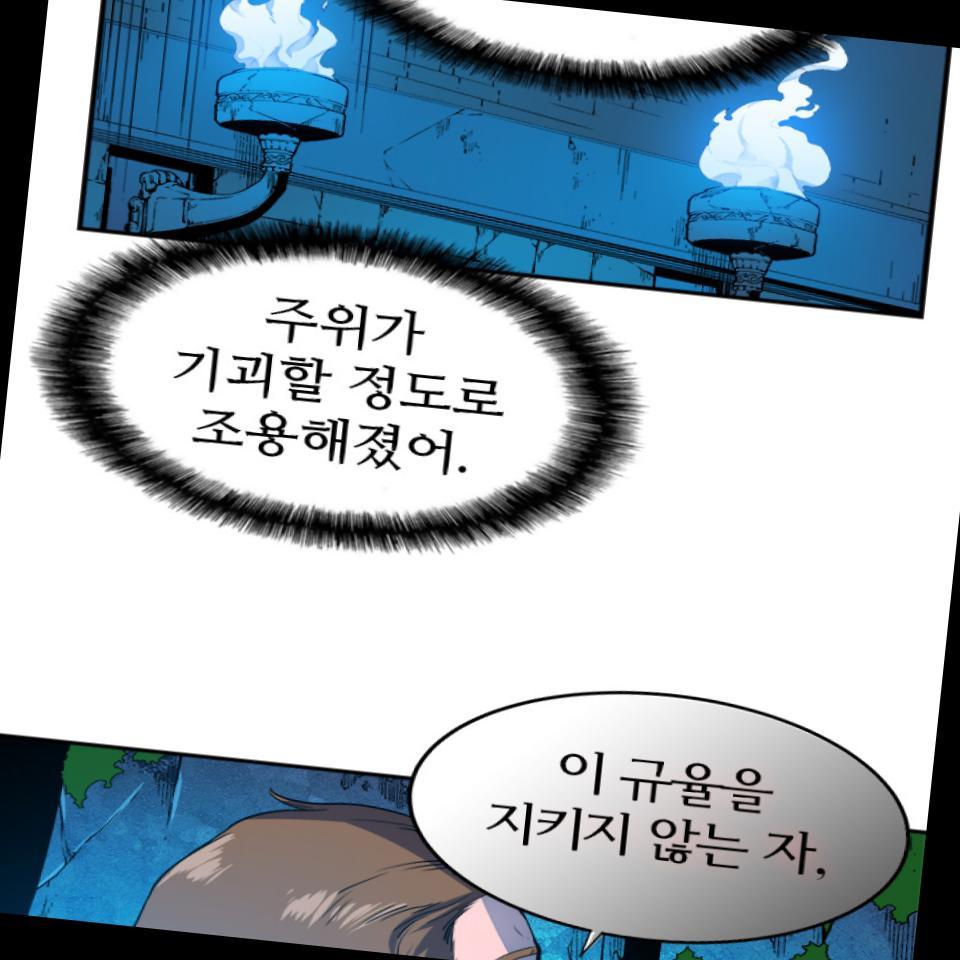 주위가
기괴할 정도로
조용해졌어.
이 규율을
지키지 않는 자,